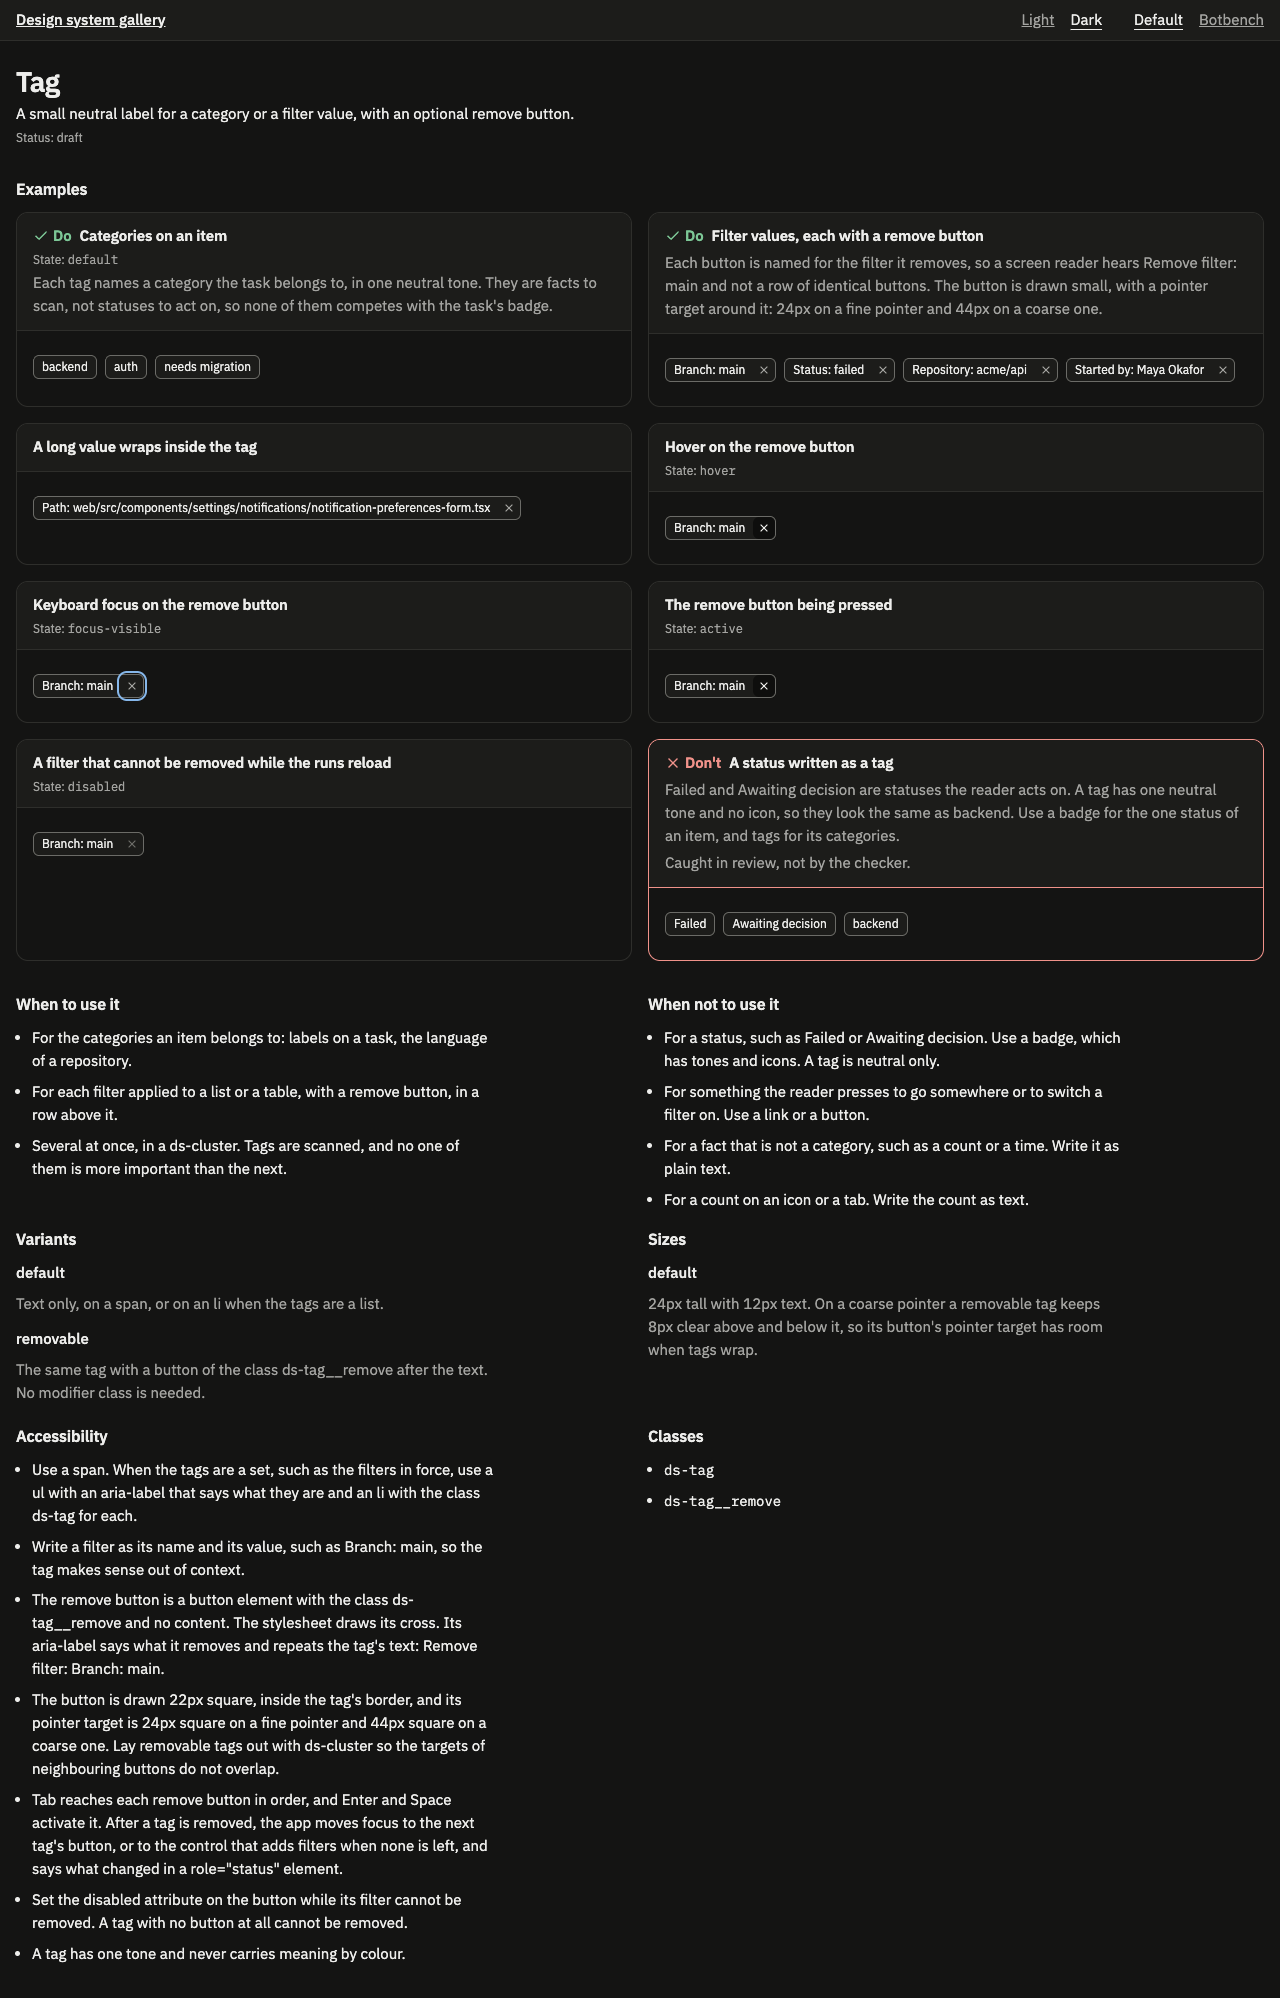 Design system gallery
Light Dark Default Botbench
Tag
A small neutral label for a category or a filter value, with an optional remove button.
Status: draft
Examples
Do Categories on an item
State: default
Each tag names a category the task belongs to, in one neutral tone. They are facts to
scan, not statuses to act on, so none of them competes with the task's badge.
backend auth needs migration
Do Filter values, each with a remove button
Each button is named for the filter it removes, so a screen reader hears Remove filter:
main and not a row of identical buttons. The button is drawn small, with a pointer
target around it: 24px on a fine pointer and 44px on a coarse one.
Branch: main × Status: failed × Repository: acme/api × Started by: Maya Okafor ×
A long value wraps inside the tag
Path: web/src/components/settings/notifications/notification-preferences-form.tsx ×
Hover on the remove button
State: hover
Branch: main ×
Keyboard focus on the remove button
State: focus-visible
Branch: main ×
The remove button being pressed
State: active
Branch: main ×
A filter that cannot be removed while the runs reload
State: disabled
Branch: main ×
Don't A status written as a tag
Failed and Awaiting decision are statuses the reader acts on. A tag has one neutral
tone and no icon, so they look the same as backend. Use a badge for the one status of
an item, and tags for its categories.
Caught in review, not by the checker.
Failed Awaiting decision backend
When to use it
• For the categories an item belongs to: labels on a task, the language
of a repository.
• For each filter applied to a list or a table, with a remove button, in a
row above it.
• Several at once, in a ds-cluster. Tags are scanned, and no one of
them is more important than the next.
When not to use it
• For a status, such as Failed or Awaiting decision. Use a badge, which
has tones and icons. A tag is neutral only.
• For something the reader presses to go somewhere or to switch a
filter on. Use a link or a button.
• For a fact that is not a category, such as a count or a time. Write it as
plain text.
• For a count on an icon or a tab. Write the count as text.
Variants
default
Text only, on a span, or on an li when the tags are a list.
removable
The same tag with a button of the class ds-tag__remove after the text.
No modifier class is needed.
Sizes
default
24px tall with 12px text. On a coarse pointer a removable tag keeps
8px clear above and below it, so its button's pointer target has room
when tags wrap.
Accessibility
• Use a span. When the tags are a set, such as the filters in force, use a
ul with an aria-label that says what they are and an li with the class
ds-tag for each.
• Write a filter as its name and its value, such as Branch: main, so the
tag makes sense out of context.
• The remove button is a button element with the class ds-
tag__remove and no content. The stylesheet draws its cross. Its
aria-label says what it removes and repeats the tag's text: Remove
filter: Branch: main.
• The button is drawn 22px square, inside the tag's border, and its
pointer target is 24px square on a fine pointer and 44px square on a
coarse one. Lay removable tags out with ds-cluster so the targets of
neighbouring buttons do not overlap.
• Tab reaches each remove button in order, and Enter and Space
activate it. After a tag is removed, the app moves focus to the next
tag's button, or to the control that adds filters when none is left, and
says what changed in a role="status" element.
• Set the disabled attribute on the button while its filter cannot be
removed. A tag with no button at all cannot be removed.
• A tag has one tone and never carries meaning by colour.
Classes
• ds-tag
• ds-tag__remove